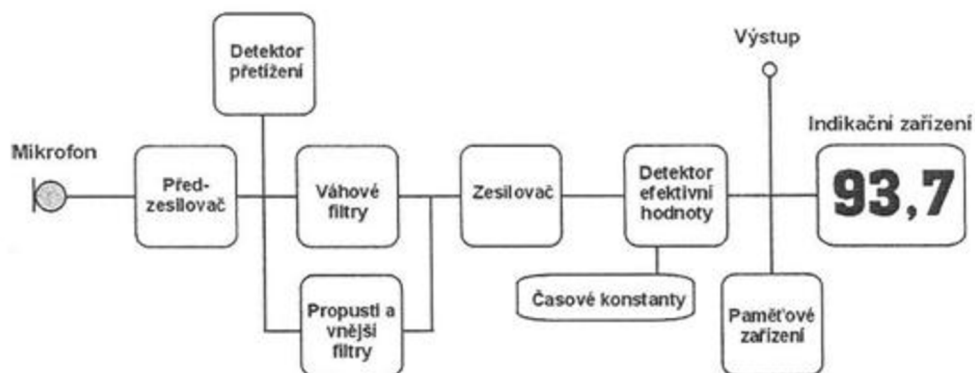 Detektor
přetížení
Výstup
Indikační zařízení
Mikrofon
Před-
zesilovač
Váhové
filtry
Zesilovač
Detektor
efektivní
hodnoty
93,7
Propusti a
vnější
filtry
Časové konstanty
Paměťové
zařízení